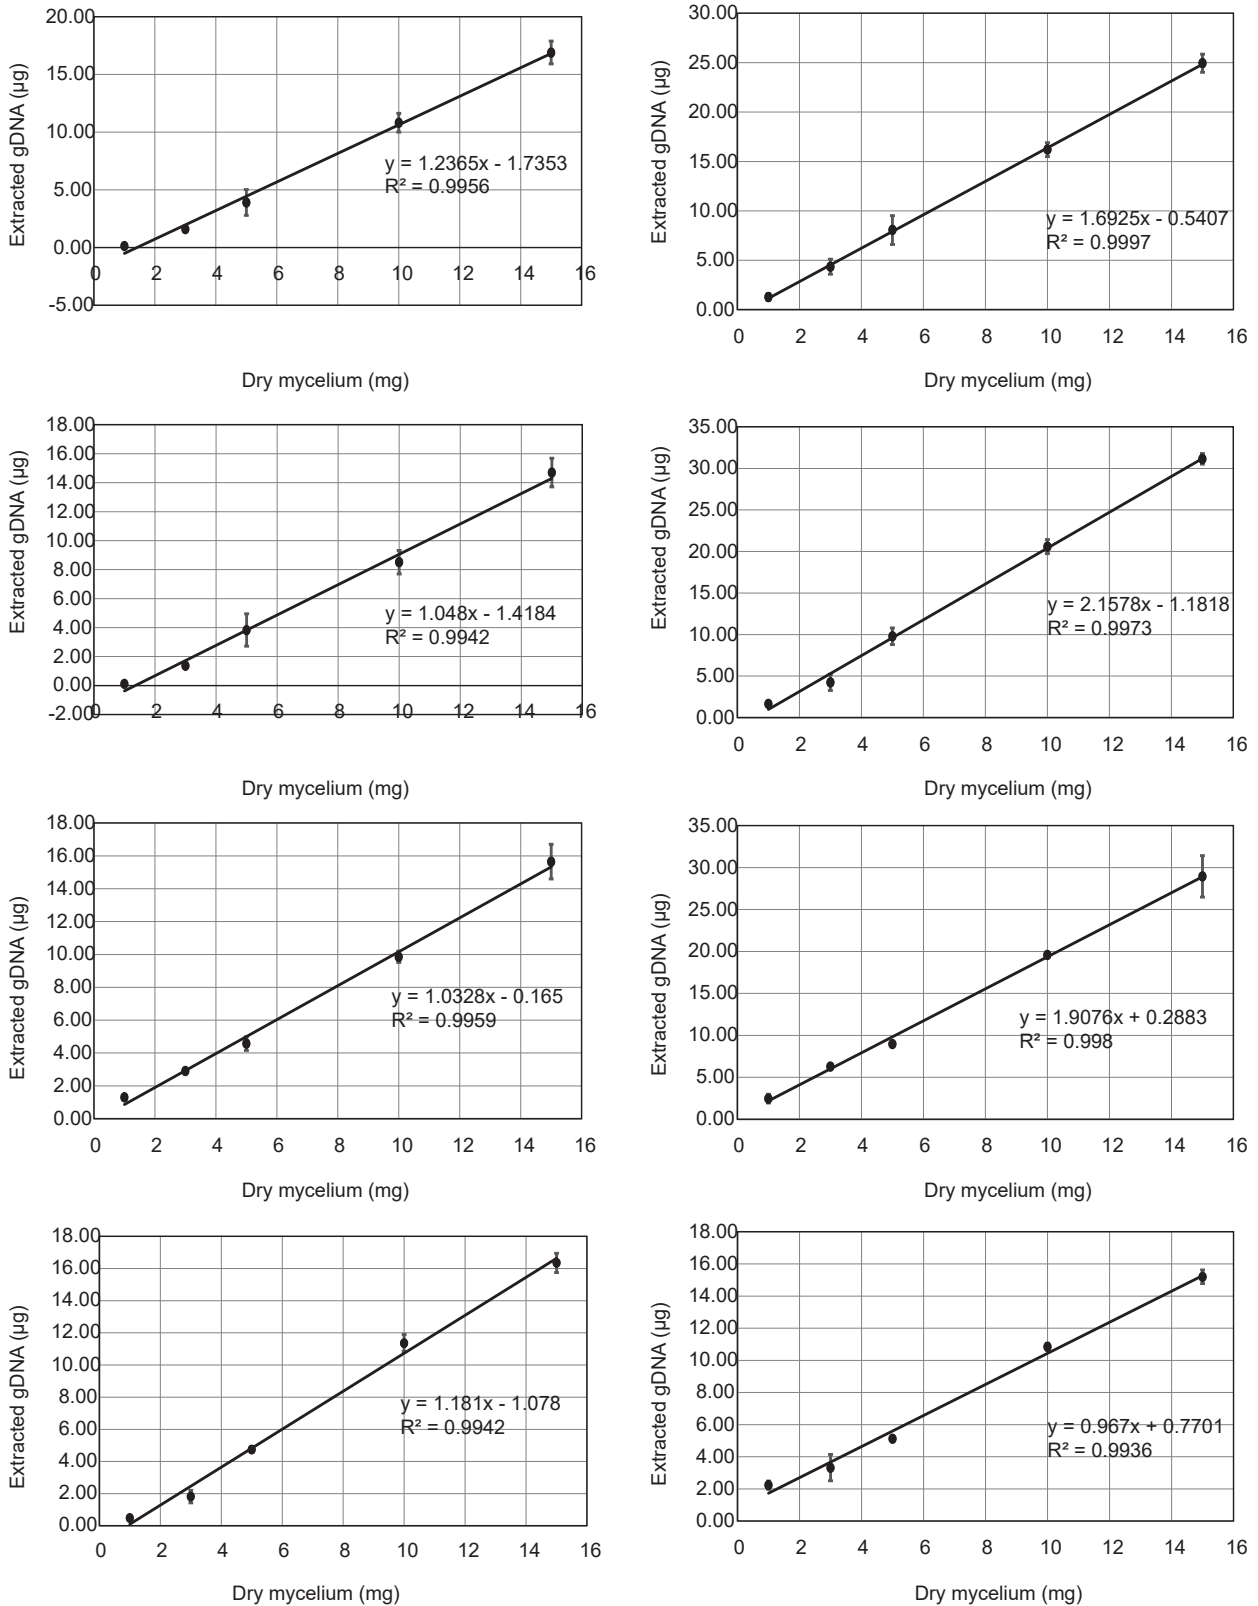 20.00
15.00
10.00
5.00
0.00
-5.00
Extracted gDNA (µg)
y = 1.2365x - 1.7353
R² = 0.9956
0 2 4 6 8 10 12 14 16
Dry mycelium (mg)
30.00
25.00
20.00
15.00
10.00
5.00
0.00
Extracted gDNA (µg)
y = 1.6925x - 0.5407
R² = 0.9997
0 2 4 6 8 10 12 14 16
Dry mycelium (mg)
18.00
16.00
14.00
12.00
10.00
8.00
6.00
4.00
2.00
0.00
-2.00
Extracted gDNA (µg)
y = 1.048x - 1.4184
R² = 0.9942
0 2 4 6 8 10 12 14 16
Dry mycelium (mg)
35.00
30.00
25.00
20.00
15.00
10.00
5.00
0.00
Extracted gDNA (µg)
y = 2.1578x - 1.1818
R² = 0.9973
0 2 4 6 8 10 12 14 16
Dry mycelium (mg)
18.00
16.00
14.00
12.00
10.00
8.00
6.00
4.00
2.00
0.00
Extracted gDNA (µg)
y = 1.0328x - 0.165
R² = 0.9959
0 2 4 6 8 10 12 14 16
Dry mycelium (mg)
35.00
30.00
25.00
20.00
15.00
10.00
5.00
0.00
Extracted gDNA (µg)
y = 1.9076x + 0.2883
R² = 0.998
0 2 4 6 8 10 12 14 16
Dry mycelium (mg)
18.00
16.00
14.00
12.00
10.00
8.00
6.00
4.00
2.00
0.00
Extracted gDNA (µg)
y = 1.181x - 1.078
R² = 0.9942
0 2 4 6 8 10 12 14 16
Dry mycelium (mg)
18.00
16.00
14.00
12.00
10.00
8.00
6.00
4.00
2.00
0.00
Extracted gDNA (µg)
y = 0.967x + 0.7701
R² = 0.9936
0 2 4 6 8 10 12 14 16
Dry mycelium (mg)